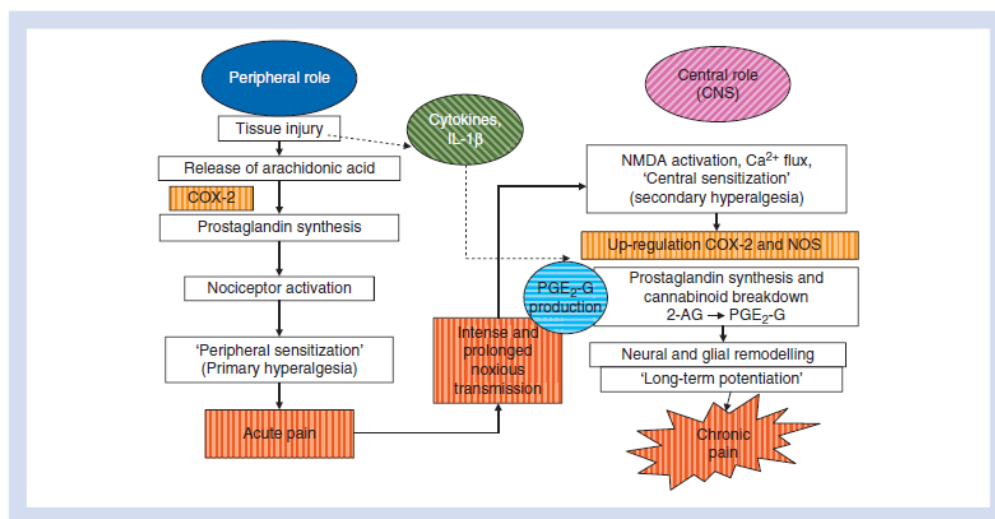 Peripheral role
Tissue injury
Release of arachidonic acid
COX-2
Prostaglandin synthesis
Nociceptor activation
‘Peripheral sensitization’
(Primary hyperalgesia)
Acute pain
Cytokines,
IL-1β
Intense and
prolonged
noxious
transmission
Central role
(CNS)
NMDA activation, Ca²⁺ flux,
‘Central sensitization’
(secondary hyperalgesia)
Up-regulation COX-2 and NOS
PGE₂-G
production
Prostaglandin synthesis and
cannabinoid breakdown
2-AG → PGE₂-G
Neural and glial remodelling
‘Long-term potentiation’
Chronic
pain